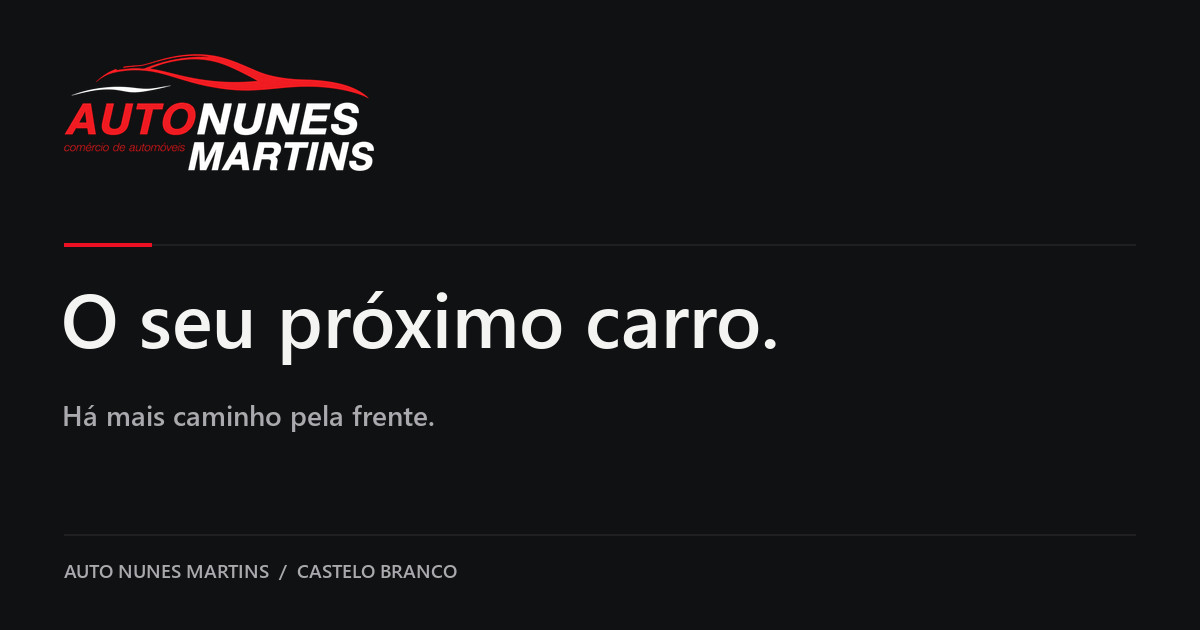 AUTONUNES
comércio de automóveis
MARTINS
O seu próximo carro.
Há mais caminho pela frente.
AUTO NUNES MARTINS / CASTELO BRANCO